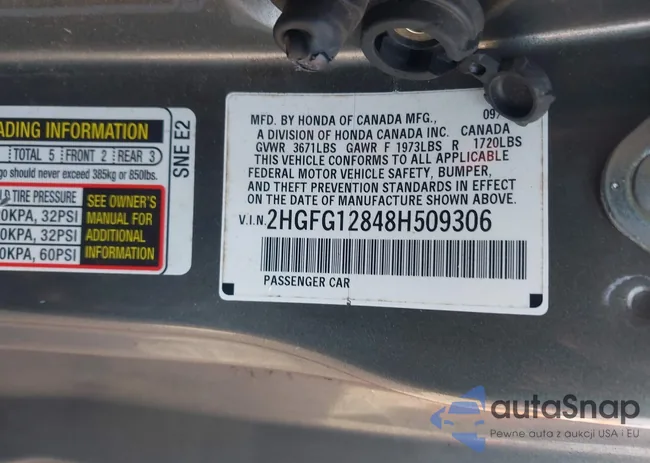 ADING INFORMATION
TOTAL 5 FRONT 2 REAR 3
go should never exceed 385kg or 850lbs.
TIRE PRESSURE
0KPA, 32PSI
0KPA, 32PSI
0KPA, 60PSI
SEE OWNER'S
MANUAL FOR
ADDITIONAL
INFORMATION
SNE E2
MFD. BY HONDA OF CANADA MFG., 09/
A DIVISION OF HONDA CANADA INC. CANADA
GVWR 3671LBS GAWR F 1973LBS R 1720LBS
THIS VEHICLE CONFORMS TO ALL APPLICABLE
FEDERAL MOTOR VEHICLE SAFETY, BUMPER,
AND THEFT PREVENTION STANDARDS IN EFFECT
ON THE DATE OF MANUFACTURE SHOWN ABOVE.
V.I.N. 2HGFG12848H509306
PASSENGER CAR
autaSnap
Pewne auta z aukcji USA i EU